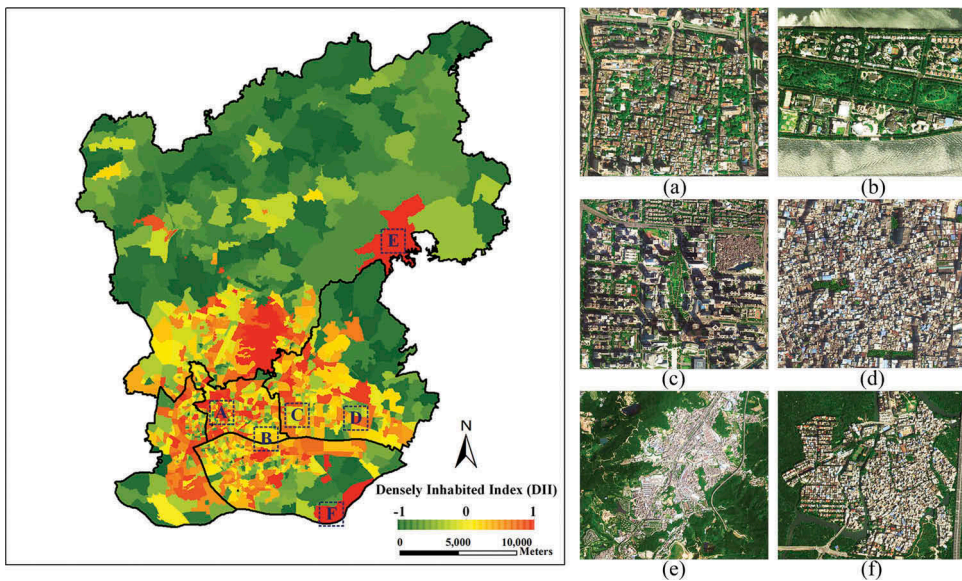 E
A
C
D
B
F
N
Densely Inhabited Index (DII)
-1 0 1
0 5,000 10,000
Meters
(a)
(b)
(c)
(d)
(e)
(f)